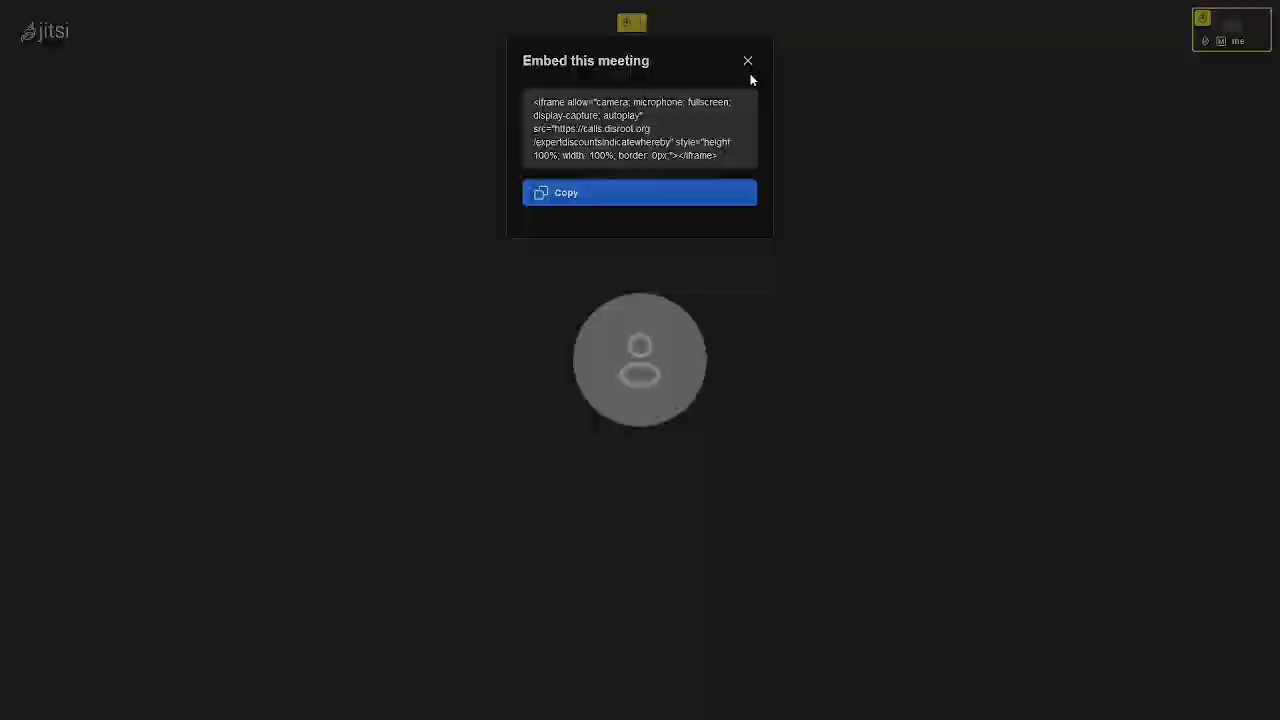 jitsi
me
Embed this meeting
<iframe allow="camera; microphone; fullscreen;
display-capture; autoplay"
src="https://calls.disroot.org
/expertdiscountsindicatewhereby" style="height:
100%; width: 100%; border: 0px;"></iframe>
Copy